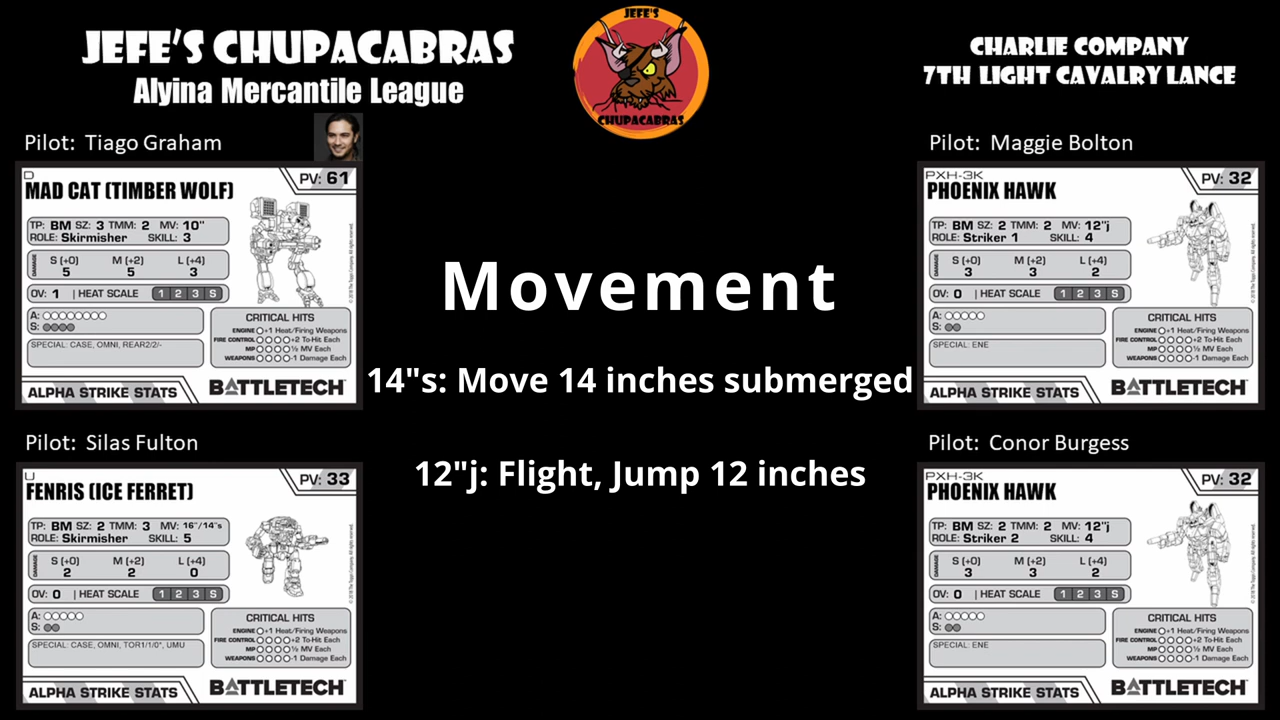 JEFE'S CHUPACABRAS
Alyina Mercantile League
JEFE'S
CHUPACABRAS
CHARLIE COMPANY
7TH LIGHT CAVALRY LANCE
Pilot: Tiago Graham
D
MAD CAT (TIMBER WOLF)
PV: 61
TP: BM SZ: 3 TMM: 2 MV: 10"
ROLE: Skirmisher SKILL: 3
DAMAGE
S (+0) M (+2) L (+4)
5 5 3
OV: 1 | HEAT SCALE 1 2 3 S
A:
S:
CRITICAL HITS
ENGINE +1 Heat/Firing Weapons
FIRE CONTROL +2 To-Hit Each
MP ½ MV Each
WEAPONS -1 Damage Each
SPECIAL: CASE, OMNI, REAR2/2/-
ALPHA STRIKE STATS
BATTLETECH
Pilot: Maggie Bolton
PXH-3K
PHOENIX HAWK
PV: 32
TP: BM SZ: 2 TMM: 2 MV: 12"j
ROLE: Striker 1 SKILL: 4
DAMAGE
S (+0) M (+2) L (+4)
3 3 2
OV: 0 | HEAT SCALE 1 2 3 S
A:
S:
CRITICAL HITS
ENGINE +1 Heat/Firing Weapons
FIRE CONTROL +2 To-Hit Each
MP ½ MV Each
WEAPONS -1 Damage Each
SPECIAL: ENE
ALPHA STRIKE STATS
BATTLETECH
Movement
14"s: Move 14 inches submerged
12"j: Flight, Jump 12 inches
Pilot: Silas Fulton
U
FENRIS (ICE FERRET)
PV: 33
TP: BM SZ: 2 TMM: 3 MV: 16"/14"s
ROLE: Skirmisher SKILL: 5
DAMAGE
S (+0) M (+2) L (+4)
2 2 0
OV: 0 | HEAT SCALE 1 2 3 S
A:
S:
CRITICAL HITS
ENGINE +1 Heat/Firing Weapons
FIRE CONTROL +2 To-Hit Each
MP ½ MV Each
WEAPONS -1 Damage Each
SPECIAL: CASE, OMNI, TOR1/1/0*, UMU
ALPHA STRIKE STATS
BATTLETECH
Pilot: Conor Burgess
PXH-3K
PHOENIX HAWK
PV: 32
TP: BM SZ: 2 TMM: 2 MV: 12"j
ROLE: Striker 2 SKILL: 4
DAMAGE
S (+0) M (+2) L (+4)
3 3 2
OV: 0 | HEAT SCALE 1 2 3 S
A:
S:
CRITICAL HITS
ENGINE +1 Heat/Firing Weapons
FIRE CONTROL +2 To-Hit Each
MP ½ MV Each
WEAPONS -1 Damage Each
SPECIAL: ENE
ALPHA STRIKE STATS
BATTLETECH